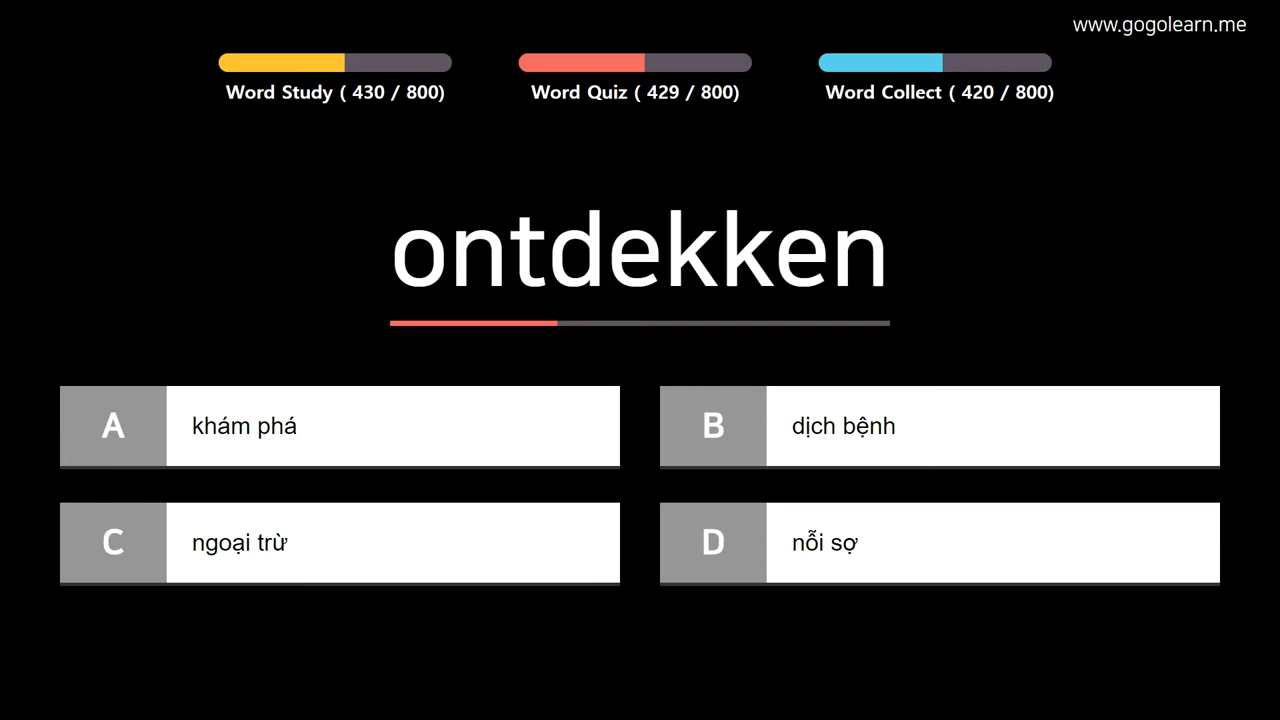 www.gogolearn.me
Word Study ( 430 / 800)
Word Quiz ( 429 / 800)
Word Collect ( 420 / 800)
ontdekken
A
khám phá
B
dịch bệnh
C
ngoại trừ
D
nỗi sợ